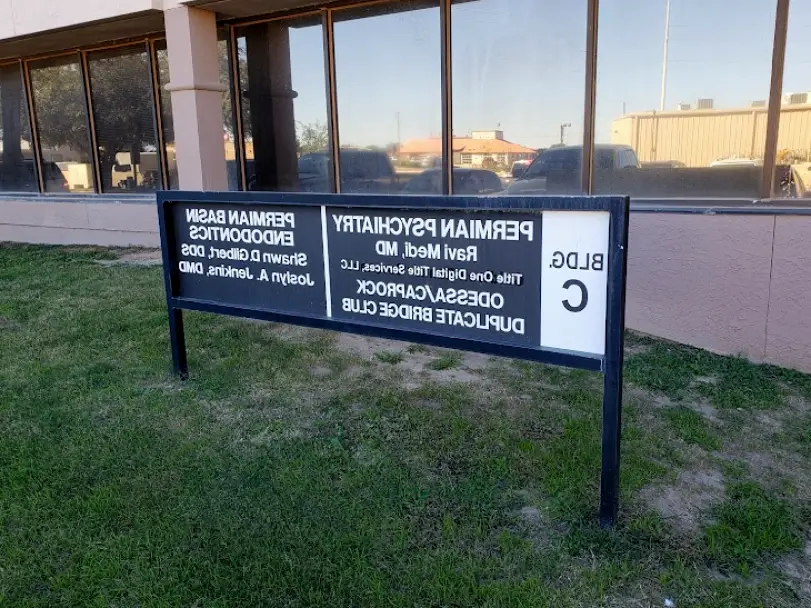 BLDG.
C
PERMIAN PSYCHIATRY
Ravi Medi, MD
Title One Digital Title Services, LLC
ODESSA/CAPROCK
DUPLICATE BRIDGE CLUB
PERMIAN BASIN
ENDODONTICS
Shawn D Gilbert, DDS
Joslyn A. Jenkins, DMD